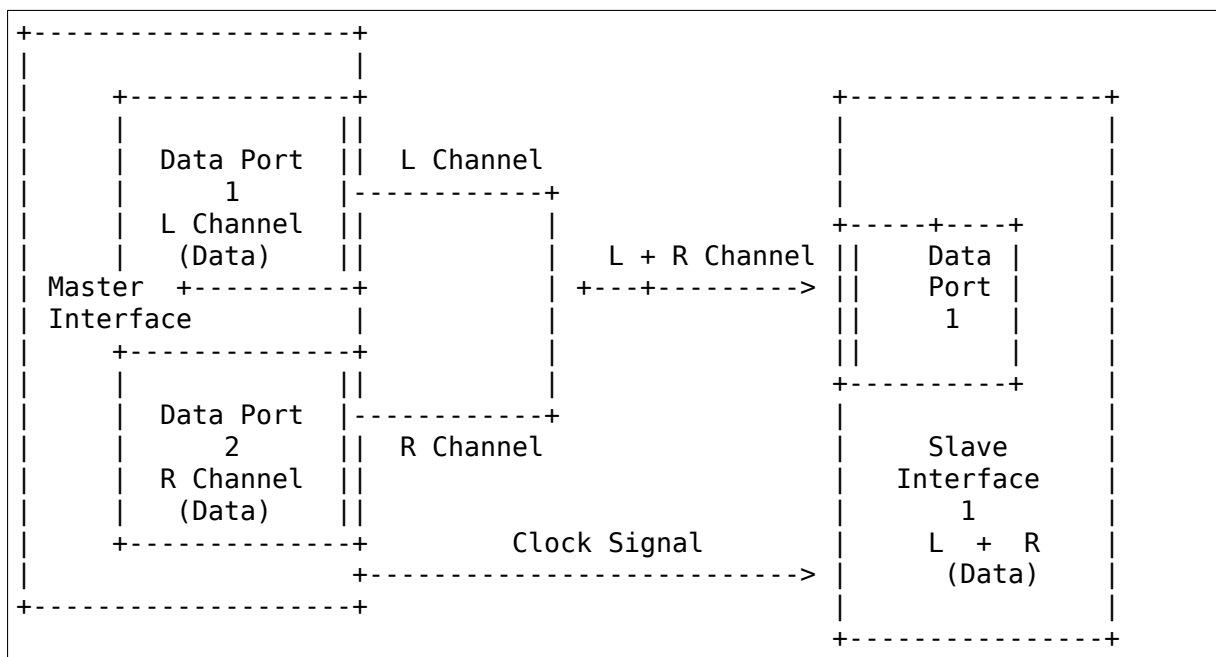 Data Port L Channel
1
L Channel
(Data) L + R Channel Data
Master Port
Interface 1
Data Port
2 R Channel Slave
R Channel Interface
(Data) 1
Clock Signal L + R
(Data)